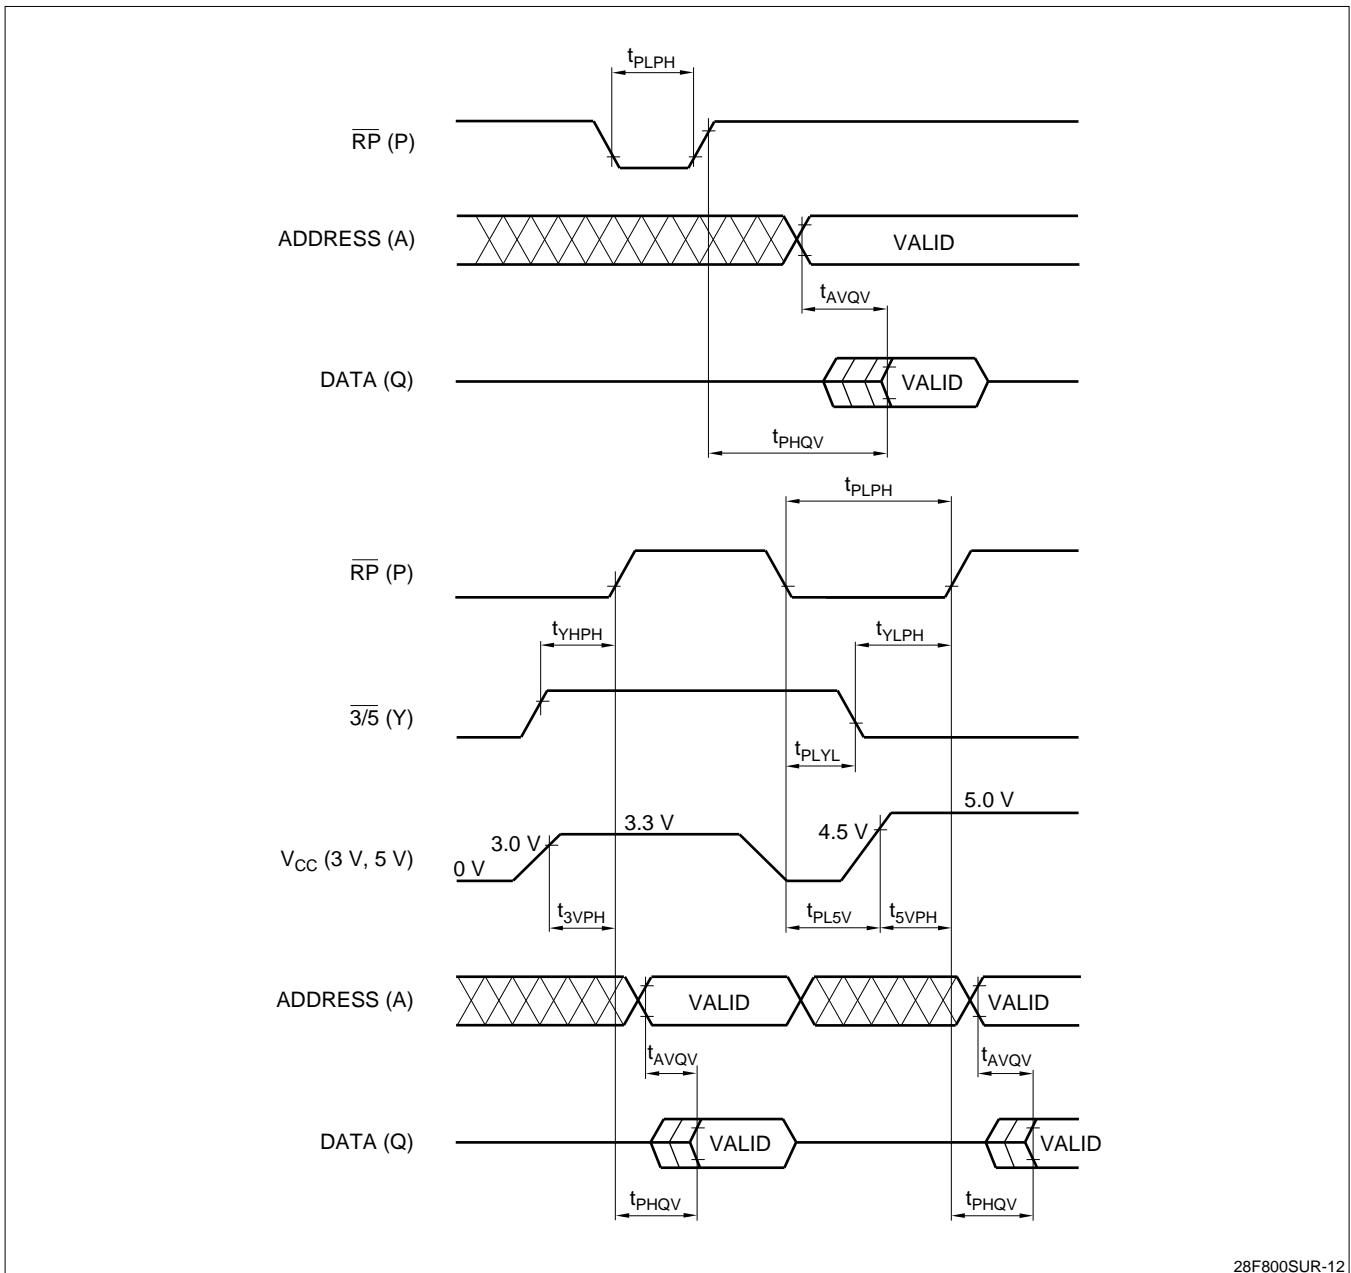 tPLPH
RP (P)
ADDRESS (A)
VALID
tAVQV
DATA (Q)
VALID
tPHQV
tPLPH
RP (P)
tYHPH
tYLPH
3/5 (Y)
tPLYL
5.0 V
3.3 V
4.5 V
3.0 V
VCC (3 V, 5 V)
0 V
t3VPH
tPL5V
t5VPH
ADDRESS (A)
VALID
VALID
tAVQV
tAVQV
DATA (Q)
VALID
VALID
tPHQV
tPHQV
28F800SUR-12